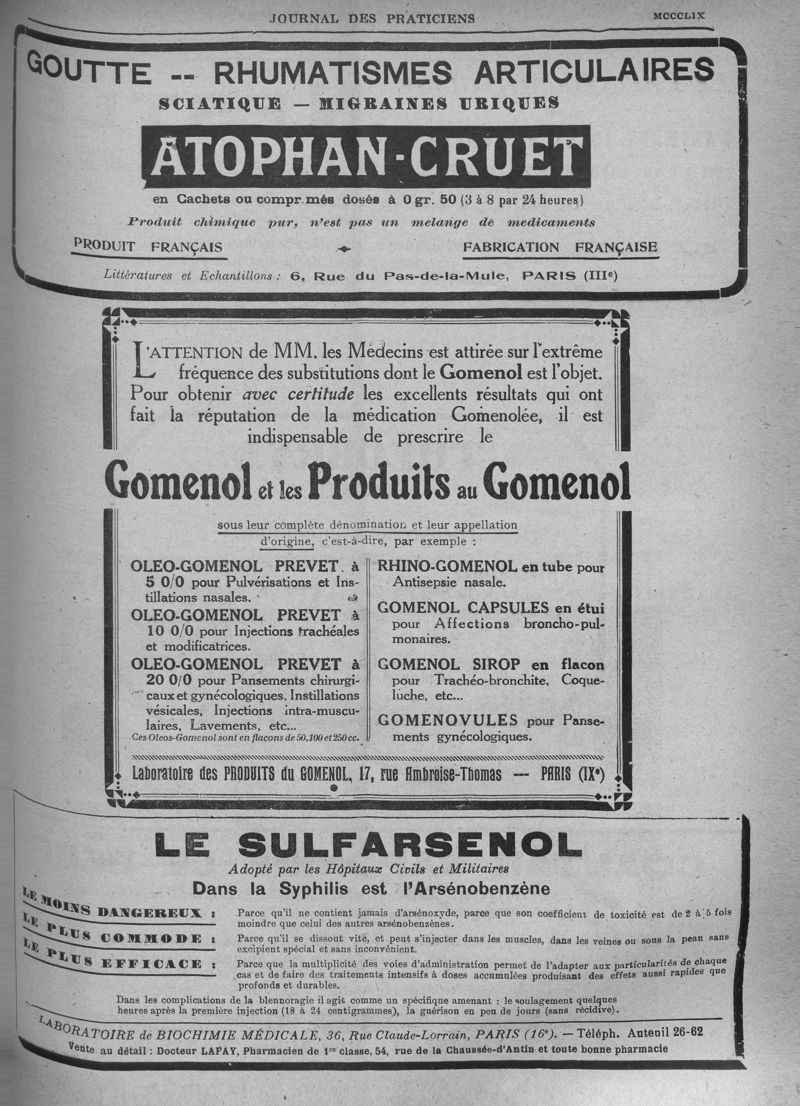 JOURNAL DES PRATICIENS
MCCCLIX
GOUTTE -- RHUMATISMES ARTICULAIRES
SCIATIQUE — MIGRAINES URIQUES
ATOPHAN-CRUET
en Cachets ou compr més dosés à 0 gr. 50 (3 à 8 par 24 heures)
Produit chimique pur, n'est pas un melange de medicaments
PRODUIT FRANÇAIS
FABRICATION FRANÇAISE
Littératures et Echantillons : 6, Rue du Pas-de-la-Mule, PARIS (IIIe)
L'ATTENTION de MM. les Médecins est attirée sur l'extrême
fréquence des substitutions dont le Gomenol est l'objet.
Pour obtenir avec certitude les excellents résultats qui ont
fait la réputation de la médication Gomenolée, il est
indispensable de prescrire le
Gomenol et les Produits au Gomenol
sous leur complète dénomination et leur appellation
d'origine, c'est-à-dire, par exemple :
OLEO-GOMENOL PREVET à
5 0/0 pour Pulvérisations et Ins-
tillations nasales.
OLEO-GOMENOL PREVET à
10 0/0 pour Injections trachéales
et modificatrices.
OLEO-GOMENOL PREVET à
20 0/0 pour Pansements chirurgi-
caux et gynécologiques, Instillations
vésicales, Injections intra-muscu-
laires, Lavements, etc...
Ces Oleos-Gomenol sont en flacons de 50, 100 et 250 cc.
RHINO-GOMENOL en tube pour
Antisepsie nasale.
GOMENOL CAPSULES en étui
pour Affections broncho-pul-
monaires.
GOMENOL SIROP en flacon
pour Trachéo-bronchite, Coque-
luche, etc...
GOMENOVULES pour Panse-
ments gynécologiques.
Laboratoire des PRODUITS du GOMENOL, 17, rue Ambroise-Thomas — PARIS (IXe)
LE SULFARSENOL
Adopté par les Hôpitaux Civils et Militaires
Dans la Syphilis est l'Arsénobenzène
LE MOINS DANGEREUX :
Parce qu'il ne contient jamais d'arsénoxyde, parce que son coefficient de toxicité est de 2 à 5 fois
moindre que celui des autres arsénobenzènes.
LE PLUS COMMODE :
Parce qu'il se dissout vite, et peut s'injecter dans les muscles, dans les veines ou sous la peau sans
excipient spécial et sans inconvénient.
LE PLUS EFFICACE :
Parce que la multiplicité des voies d'administration permet de l'adapter aux particularités de chaque
cas et de faire des traitements intensifs à doses accumulées produisant des effets aussi rapides que
profonds et durables.
Dans les complications de la blennoragie il agit comme un spécifique amenant : le soulagement quelques
heures après la première injection (18 à 24 centigrammes), la guérison en peu de jours (sans récidive).
LABORATOIRE de BIOCHIMIE MÉDICALE, 36, Rue Claude-Lorrain, PARIS (16e). — Téléph. Auteuil 26-62
Vente au détail : Docteur LAFAY, Pharmacien de 1re classe, 54, rue de la Chaussée-d'Antin et toute bonne pharmacie